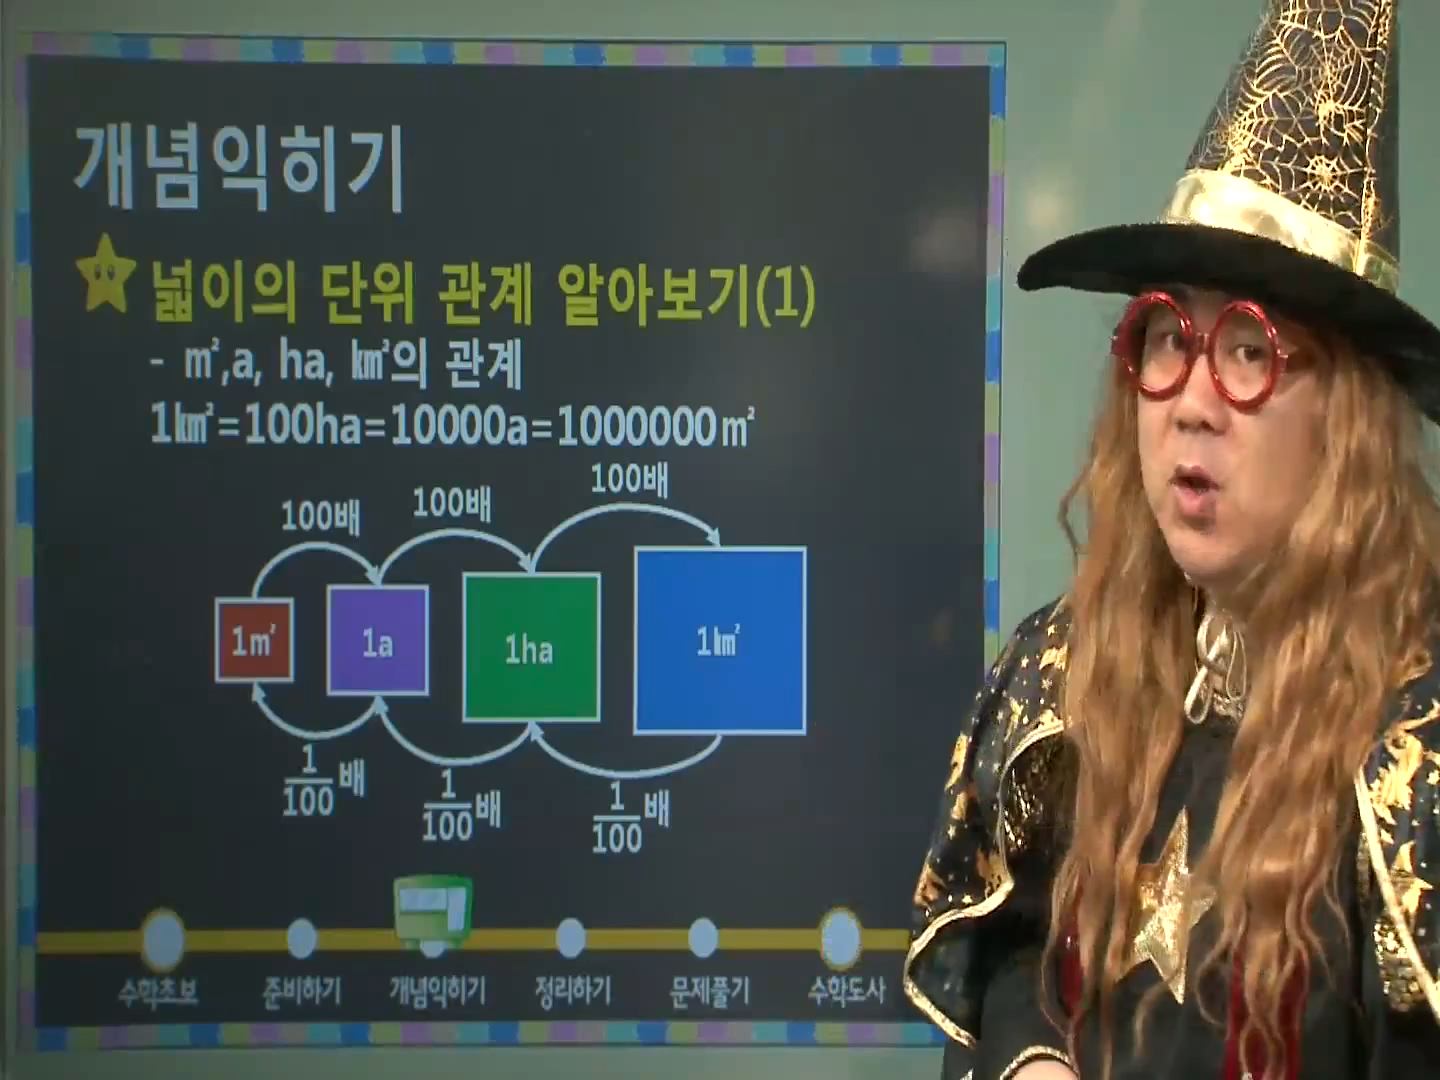 개념익히기
넓이의 단위 관계 알아보기(1)
- ㎡,a, ha, ㎢의 관계
1㎢=100ha=10000a=1000000㎡
100배 100배 100배
1㎡ 1a 1ha 1㎢
1/100배 1/100배 1/100배
수학초보 준비하기 개념익히기 정리하기 문제풀기 수학도사